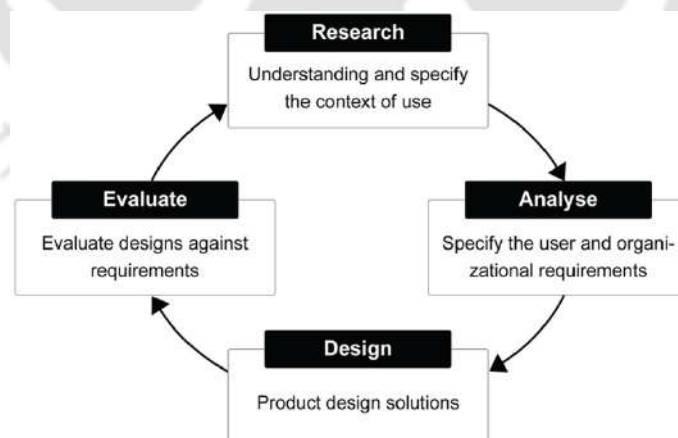 Research
Understanding and specify
the context of use
Evaluate
Evaluate designs against
requirements
Analyse
Specify the user and organi-
zational requirements
Design
Product design solutions